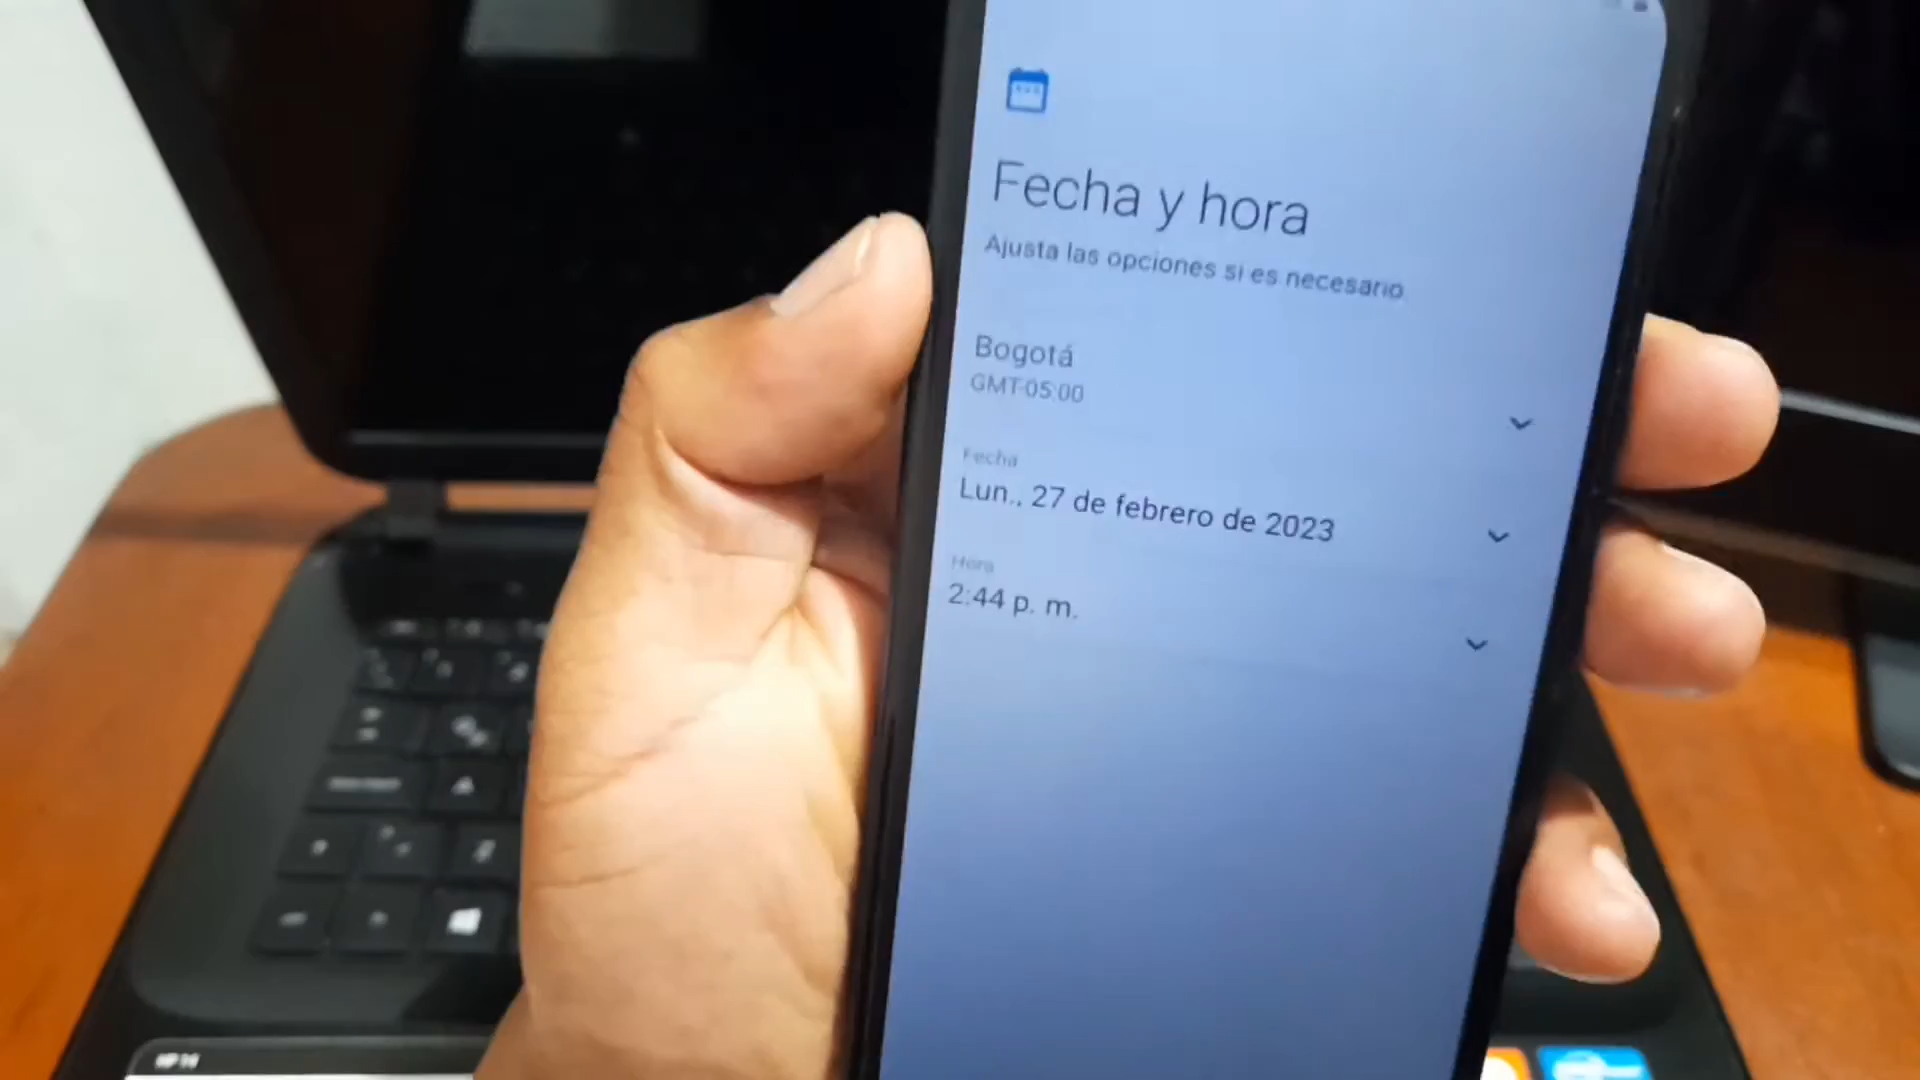 Fecha y hora
Ajusta las opciones si es necesario
Bogotá
GMT-05:00
Fecha
Lun., 27 de febrero de 2023
Hora
2:44 p. m.